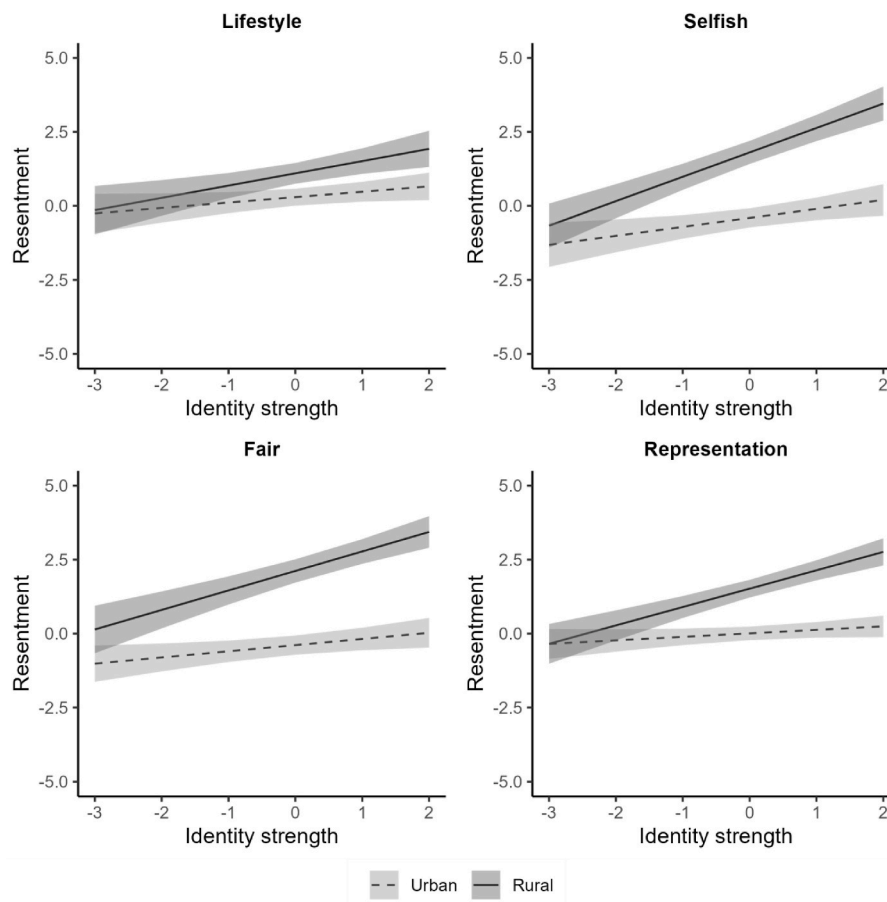 Lifestyle
Selfish
5.0
2.5
0.0
-2.5
-5.0
Resentment
-3 -2 -1 0 1 2
Identity strength
5.0
2.5
0.0
-2.5
-5.0
Resentment
-3 -2 -1 0 1 2
Identity strength
Fair
Representation
5.0
2.5
0.0
-2.5
-5.0
Resentment
-3 -2 -1 0 1 2
Identity strength
5.0
2.5
0.0
-2.5
-5.0
Resentment
-3 -2 -1 0 1 2
Identity strength
Urban Rural